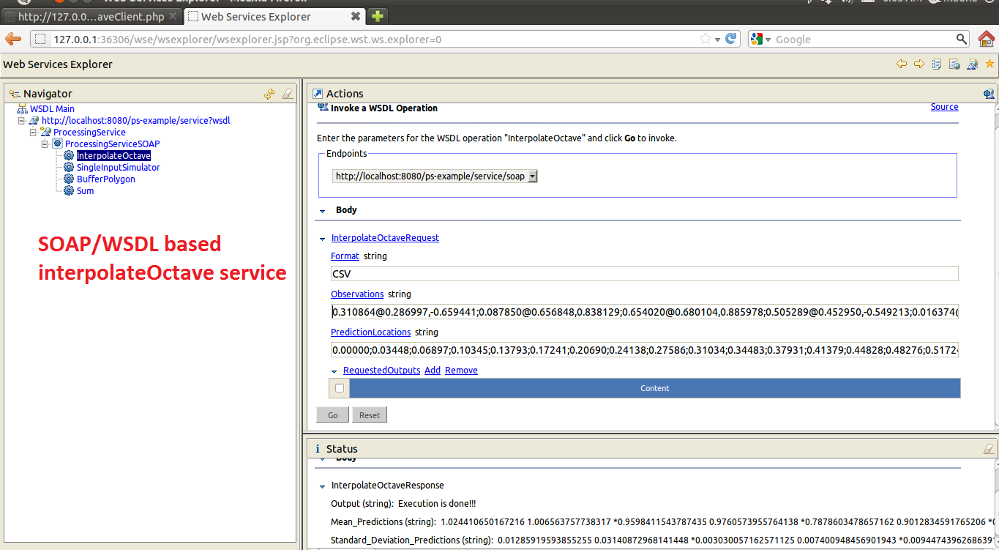 Web Services Explorer - Mozilla Firefox
http://127.0.0...aveClient.php
Web Services Explorer
127.0.0.1:36306/wse/wsexplorer/wsexplorer.jsp?org.eclipse.wst.ws.explorer=0
Google
Web Services Explorer
Navigator
WSDL Main
http://localhost:8080/ps-example/service?wsdl
ProcessingService
ProcessingServiceSOAP
InterpolateOctave
SingleInputSimulator
BufferPolygon
Sum
SOAP/WSDL based
interpolateOctave service
Actions
Invoke a WSDL Operation
Source
Enter the parameters for the WSDL operation "InterpolateOctave" and click Go to invoke.
Endpoints
http://localhost:8080/ps-example/service/soap
Body
InterpolateOctaveRequest
Format string
CSV
Observations string
0.310864@0.286997,-0.659441;0.087850@0.656848,0.838129;0.654020@0.680104,0.885978;0.505289@0.452950,-0.549213;0.016374@
PredictionLocations string
0.00000;0.03448;0.06897;0.10345;0.13793;0.17241;0.20690;0.24138;0.27586;0.31034;0.34483;0.37931;0.41379;0.44828;0.48276;0.51724
RequestedOutputs Add Remove
Content
Go Reset
Status
Body
InterpolateOctaveResponse
Output (string): Execution is done!!!
Mean_Predictions (string): 1.024410650167216 1.006563757738317 *0.9598411543787435 0.9760573955764138 *0.7878603478657162 0.9012834591765206 *0
Standard_Deviation_Predictions (string): 0.01285919593855255 0.03140872968141448 *0.003030057162571125 0.007400948456901943 *0.0094474396268639